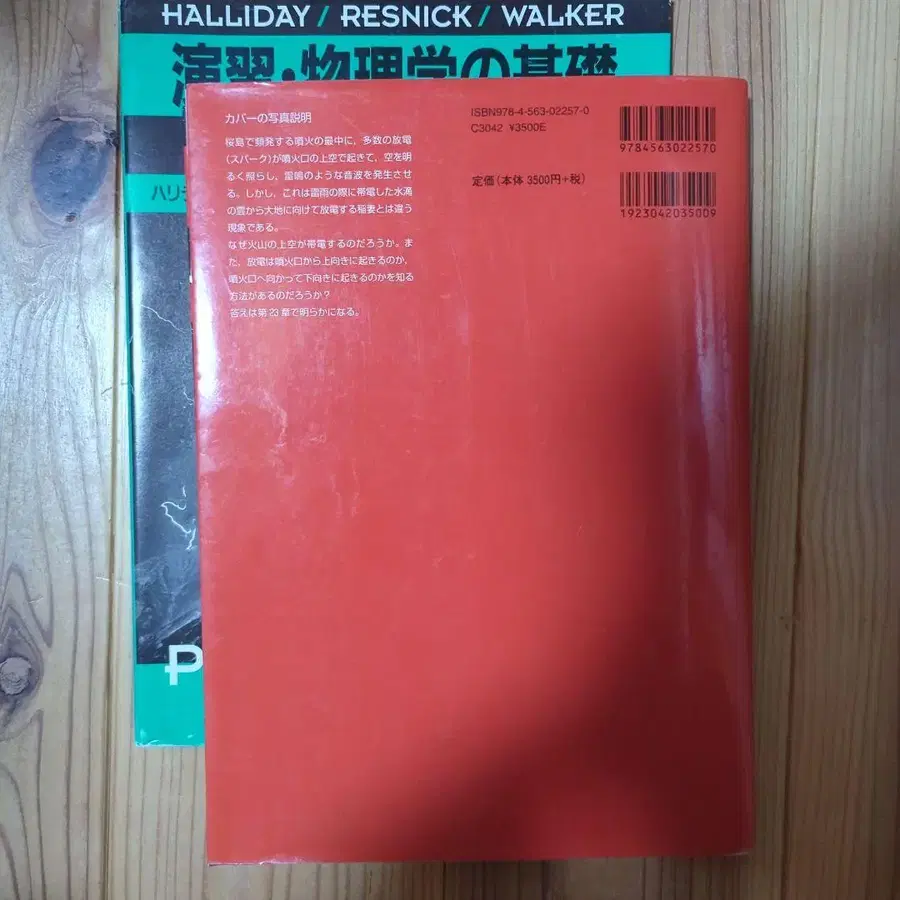 HALLIDAY / RESNICK / WALKER
演習・物理学の基礎
ハリ
P
カバーの写真説明
桜島で頻発する噴火の最中に，多数の放電
（スパーク）が噴火口の上空で起きて，空を明
るく照らし，雷鳴のような音波を発生させ
る。しかし，これは雷雨の際に帯電した水滴
の雲から大地に向けて放電する稲妻とは違う
現象である。
なぜ火山の上空が帯電するのだろうか。ま
た，放電は噴火口から上向きに起きるのか，
噴火口へ向かって下向きに起きるのかを知る
方法があるのだろうか？
答えは第23章で明らかになる。
ISBN978-4-563-02257-0
C3042 ¥3500E
定価（本体 3500円＋税）
9784563022570
1923042035009